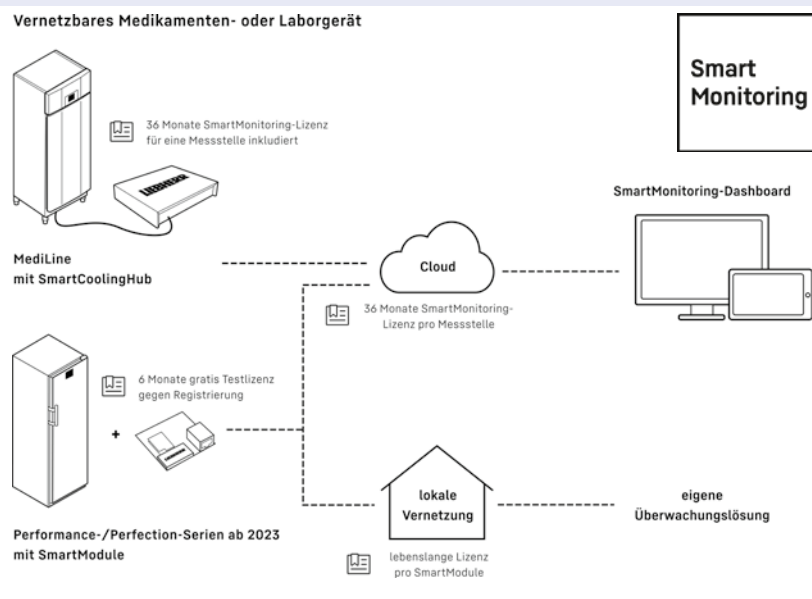 Vernetzbares Medikamenten- oder Laborgerät
Smart
Monitoring
36 Monate SmartMonitoring-Lizenz
für eine Messstelle inkludiert
LIEBHERR
SmartMonitoring-Dashboard
MediLine
mit SmartCoolingHub
Cloud
36 Monate SmartMonitoring-
Lizenz pro Messstelle
6 Monate gratis Testlizenz
gegen Registrierung
+
LIEBHERR
lokale
Vernetzung
eigene
Überwachungslösung
Performance-/Perfection-Serien ab 2023
mit SmartModule
lebenslange Lizenz
pro SmartModule